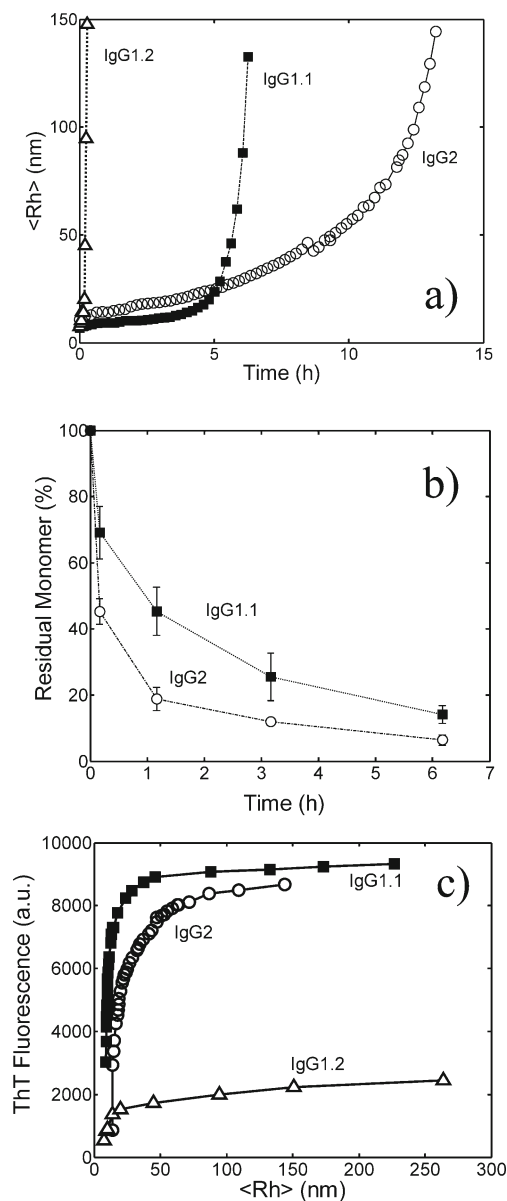 150
100
50
0
<Rh> (nm)
IgG1.2
IgG1.1
IgG2
a)
0
5
10
15
Time (h)
100
80
60
40
20
0
Residual Monomer (%)
b)
IgG1.1
IgG2
0
1
2
3
4
5
6
7
Time (h)
10000
8000
6000
4000
2000
0
ThT Fluorescence (a.u.)
IgG1.1
c)
IgG2
IgG1.2
0
50
100
150
200
250
300
<Rh> (nm)